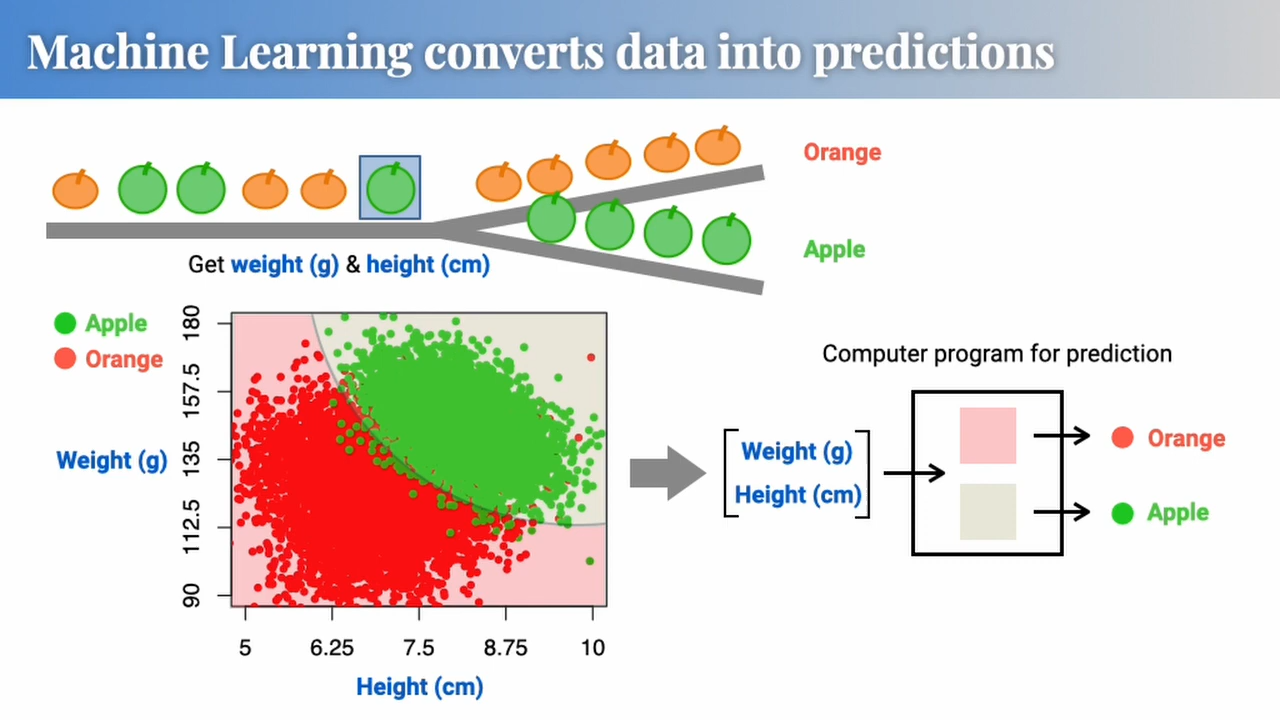 Machine Learning converts data into predictions
Orange
Apple
Get weight (g) & height (cm)
Apple
Orange
Weight (g)
180
157.5
135
112.5
90
5 6.25 7.5 8.75 10
Height (cm)
Computer program for prediction
Weight (g)
Height (cm)
Orange
Apple